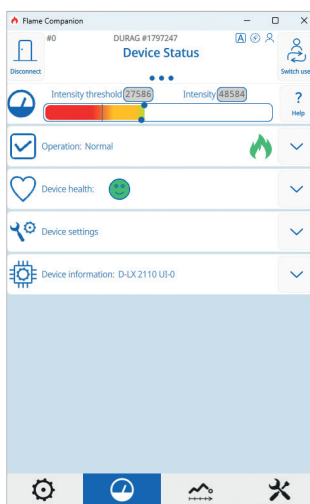 Flame Companion
#0
DURAG #1797247
A
Device Status
Disconnect
Switch use
Intensity threshold 27586 Intensity 48584
?
Help
Operation: Normal
Device health:
Device settings
Device information: D-LX 2110 UI-0